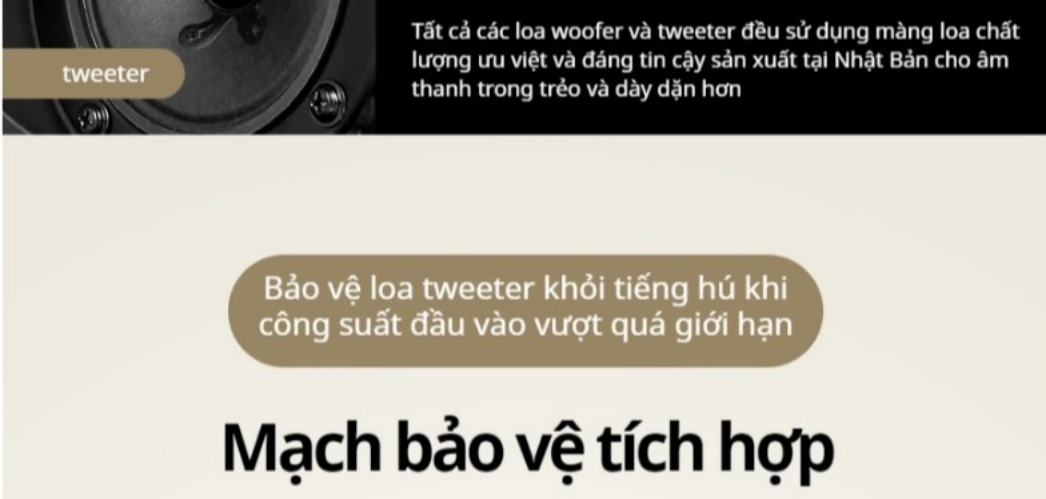 tweeter
Tất cả các loa woofer và tweeter đều sử dụng màng loa chất
lượng ưu việt và đáng tin cậy sản xuất tại Nhật Bản cho âm
thanh trong trẻo và dày dặn hơn
Bảo vệ loa tweeter khỏi tiếng hú khi
công suất đầu vào vượt quá giới hạn
Mạch bảo vệ tích hợp